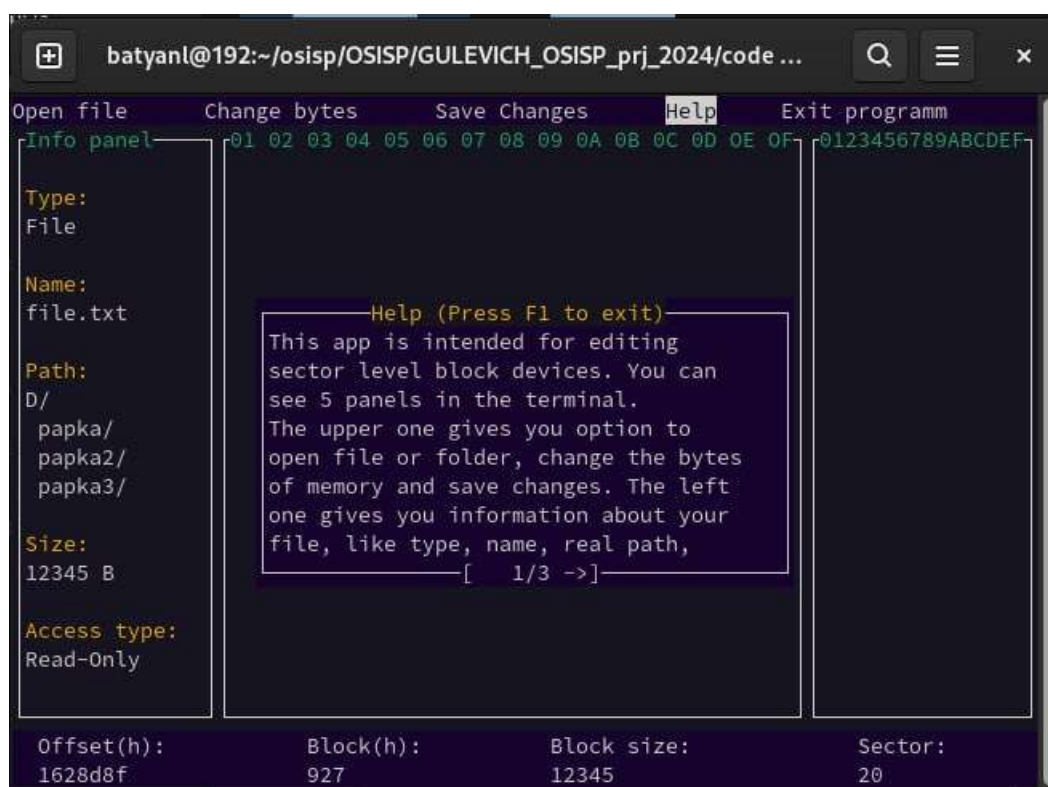 batyanl@192:~/osisp/OSISP/GULEVICH_OSISP_prj_2024/code ...
Open file Change bytes Save Changes Help Exit programm
Info panel 01 02 03 04 05 06 07 08 09 0A 0B 0C 0D 0E 0F 0123456789ABCDEF
Type:
File
Name:
file.txt
Path:
D/
papka/
papka2/
papka3/
Size:
12345 B
Access type:
Read-Only
Help (Press F1 to exit)
This app is intended for editing
sector level block devices. You can
see 5 panels in the terminal.
The upper one gives you option to
open file or folder, change the bytes
of memory and save changes. The left
one gives you information about your
file, like type, name, real path,
[ 1/3 ->]
Offset(h): Block(h): Block size: Sector:
1628d8f 927 12345 20